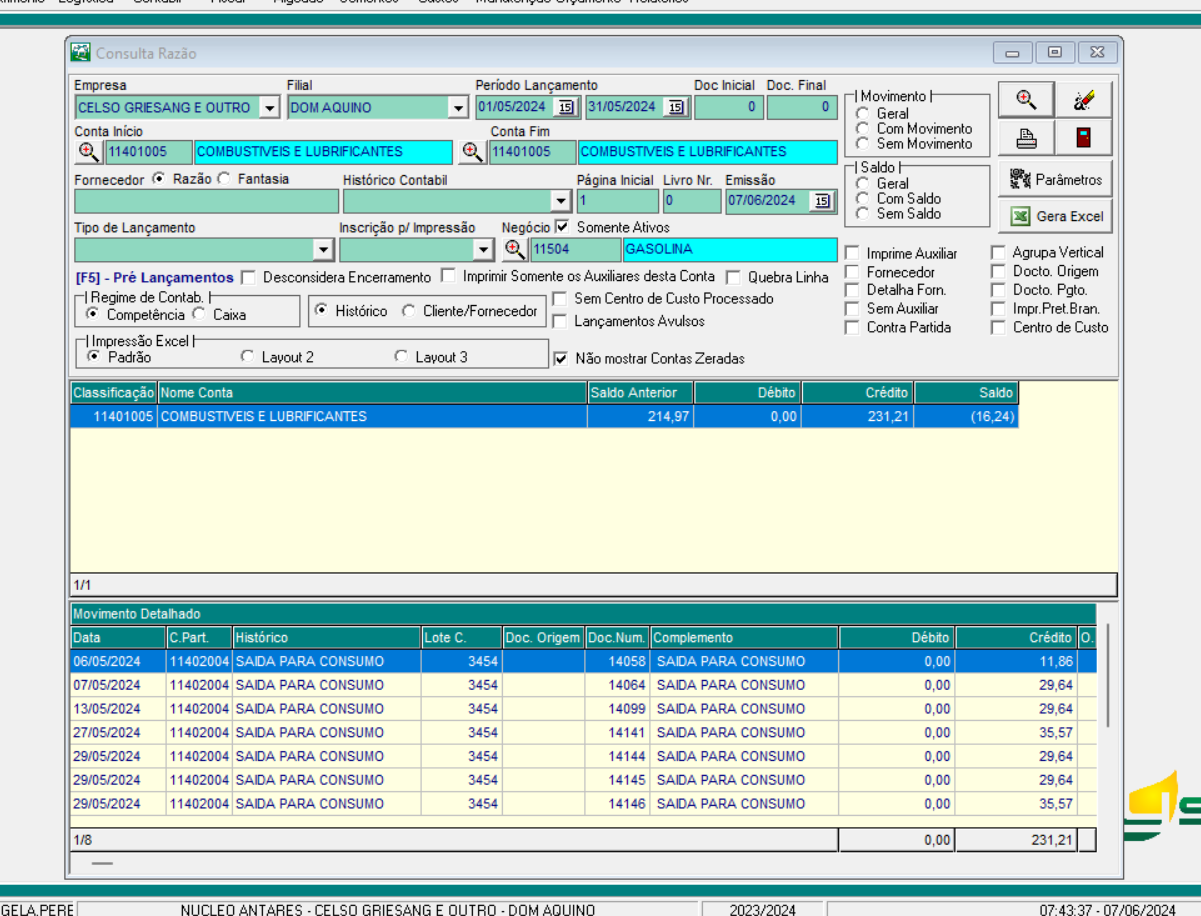 Logística Contábil Fiscal Algodão Sementes Custos Manutenção Orçamento Relatórios
Consulta Razão
Empresa Filial Período Lançamento Doc Inicial Doc. Final
CELSO GRIESANG E OUTRO DOM AQUINO 01/05/2024 15 31/05/2024 15 0 0
Conta Início Conta Fim
11401005 COMBUSTIVEIS E LUBRIFICANTES 11401005 COMBUSTIVEIS E LUBRIFICANTES
Fornecedor Razão Fantasia Histórico Contabil Página Inicial Livro Nr. Emissão
1 0 07/06/2024 15
Tipo de Lançamento Inscrição p/ Impressão Negócio Somente Ativos
11504 GASOLINA
[F5] - Pré Lançamentos Desconsidera Encerramento Imprimir Somente os Auxiliares desta Conta Quebra Linha
Regime de Contab.
Competência Caixa
Histórico Cliente/Fornecedor
Sem Centro de Custo Processado
Lançamentos Avulsos
Impressão Excel
Padrão Layout 2 Layout 3
Não mostrar Contas Zeradas
Movimento
Geral
Com Movimento
Sem Movimento
Saldo
Geral
Com Saldo
Sem Saldo
Parâmetros
Gera Excel
Imprime Auxiliar Agrupa Vertical
Fornecedor Docto. Origem
Detalha Forn. Docto. Pgto.
Sem Auxiliar Impr.Pret.Bran.
Contra Partida Centro de Custo
Classificação Nome Conta Saldo Anterior Débito Crédito Saldo
11401005 COMBUSTIVEIS E LUBRIFICANTES 214,97 0,00 231,21 (16,24)
1/1
Movimento Detalhado
Data C.Part. Histórico Lote C. Doc. Origem Doc.Num. Complemento Débito Crédito O.
06/05/2024 11402004 SAIDA PARA CONSUMO 3454 14058 SAIDA PARA CONSUMO 0,00 11,86
07/05/2024 11402004 SAIDA PARA CONSUMO 3454 14064 SAIDA PARA CONSUMO 0,00 29,64
13/05/2024 11402004 SAIDA PARA CONSUMO 3454 14099 SAIDA PARA CONSUMO 0,00 29,64
27/05/2024 11402004 SAIDA PARA CONSUMO 3454 14141 SAIDA PARA CONSUMO 0,00 35,57
29/05/2024 11402004 SAIDA PARA CONSUMO 3454 14144 SAIDA PARA CONSUMO 0,00 29,64
29/05/2024 11402004 SAIDA PARA CONSUMO 3454 14145 SAIDA PARA CONSUMO 0,00 29,64
29/05/2024 11402004 SAIDA PARA CONSUMO 3454 14146 SAIDA PARA CONSUMO 0,00 35,57
1/8 0,00 231,21
GELA.PERE NUCLEO ANTARES - CELSO GRIESANG E OUTRO - DOM AQUINO 2023/2024 07:43:37 - 07/06/2024